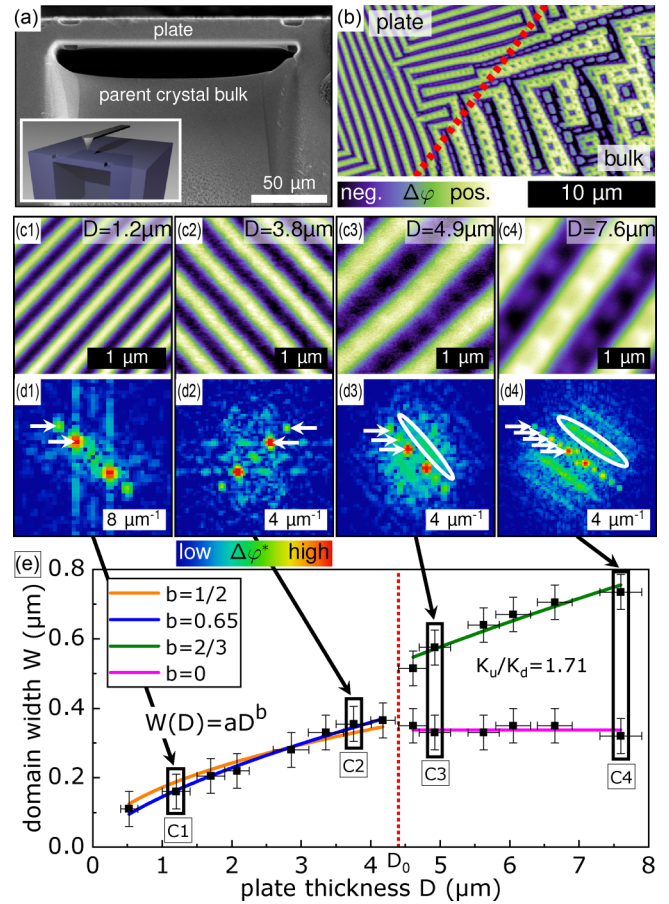 (a)
plate
parent crystal bulk
50 μm
(b)
plate
bulk
neg. Δφ pos.
10 μm
(c1) D=1.2μm
1 μm
(c2) D=3.8μm
1 μm
(c3) D=4.9μm
1 μm
(c4) D=7.6μm
1 μm
(d1)
8 μm⁻¹
(d2)
4 μm⁻¹
(d3)
4 μm⁻¹
(d4)
4 μm⁻¹
low Δφ* high
(e)
b=1/2
b=0.65
b=2/3
b=0
W(D)=aDᵇ
Kᵤ/K_d=1.71
C1
C2
C3
C4
0.8
0.6
0.4
0.2
0.0
domain width W (μm)
0 1 2 3 4 D₀ 5 6 7 8
plate thickness D (μm)